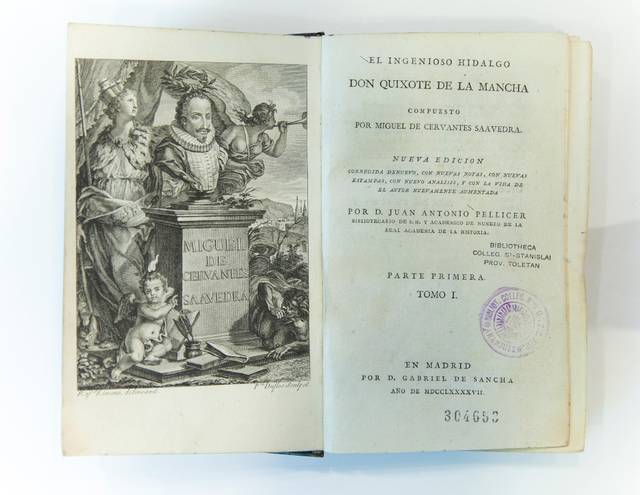 MIGUEL
DE
CERVANTES
SAAVEDRA
EL INGENIOSO HIDALGO
DON QUIXOTE DE LA MANCHA
COMPUESTO
POR MIGUEL DE CERVANTES SAAVEDRA.
NUEVA EDICION
CORREGIDA DENUEVO, CON NUEVAS NOTAS, CON NUEVAS
ESTAMPAS, CON NUEVO ANALISIS, Y CON LA VIDA DE
EL AUTOR NUEVAMENTE AUMENTADA
POR D. JUAN ANTONIO PELLICER
BIBLIOTECARIO DE S. M. Y ACADEMICO DE NUMERO DE LA
REAL ACADEMIA DE LA HISTORIA.
BIBLIOTHECA
COLLEG. Sti-STANISLAI
PROV. TOLETAN
PARTE PRIMERA.
TOMO I.
EN MADRID
POR D. GABRIEL DE SANCHA
AÑO DE MDCCLXXXXVII.
304653